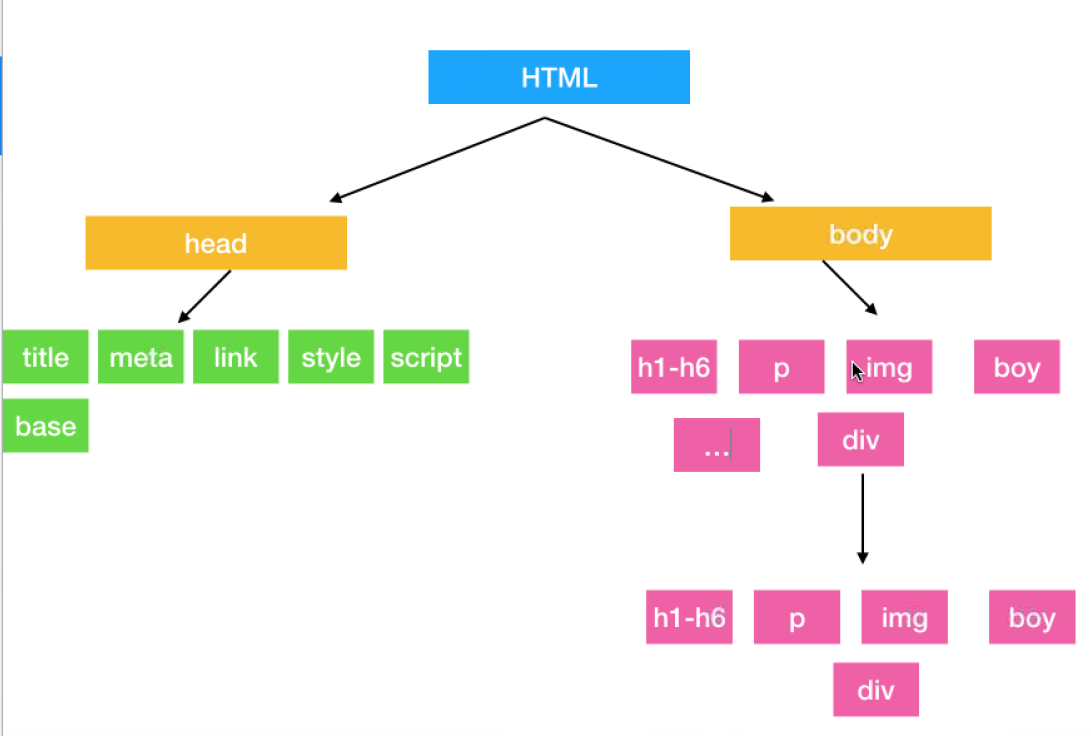 HTML
head
body
title meta link style script
h1-h6 p img boy
base
... div
h1-h6 p img boy
div